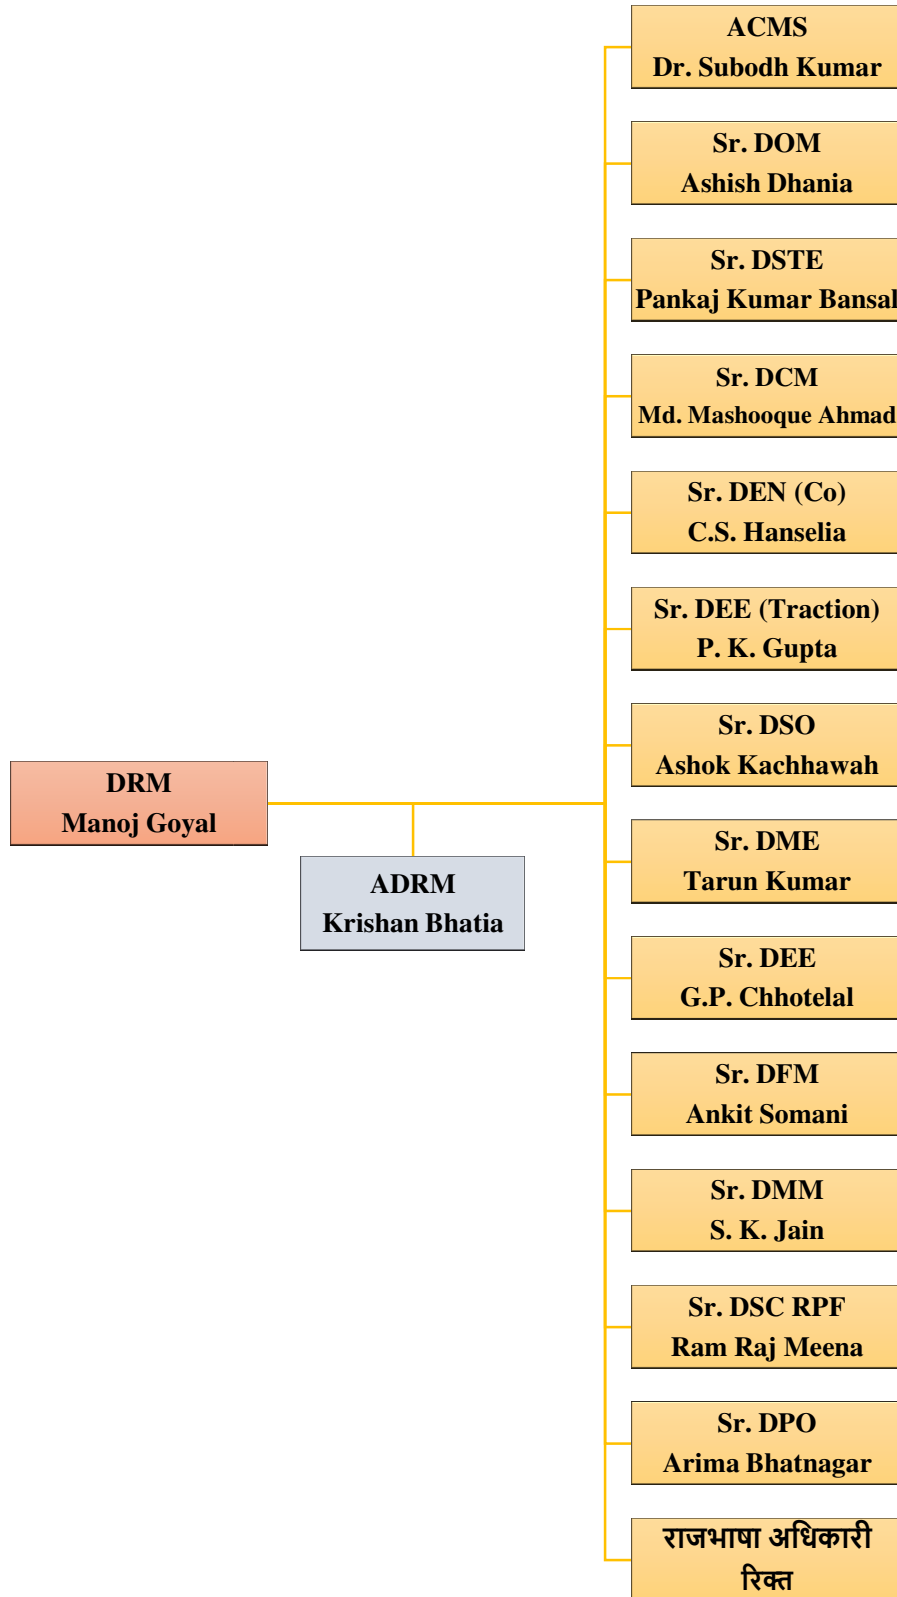 ACMS
Dr. Subodh Kumar
Sr. DOM
Ashish Dhania
Sr. DSTE
Pankaj Kumar Bansal
Sr. DCM
Md. Mashooque Ahmad
Sr. DEN (Co)
C.S. Hanselia
Sr. DEE (Traction)
P. K. Gupta
Sr. DSO
Ashok Kachhawah
DRM
Manoj Goyal
ADRM
Krishan Bhatia
Sr. DME
Tarun Kumar
Sr. DEE
G.P. Chhotelal
Sr. DFM
Ankit Somani
Sr. DMM
S. K. Jain
Sr. DSC RPF
Ram Raj Meena
Sr. DPO
Arima Bhatnagar
राजभाषा अधिकारी
रिक्त